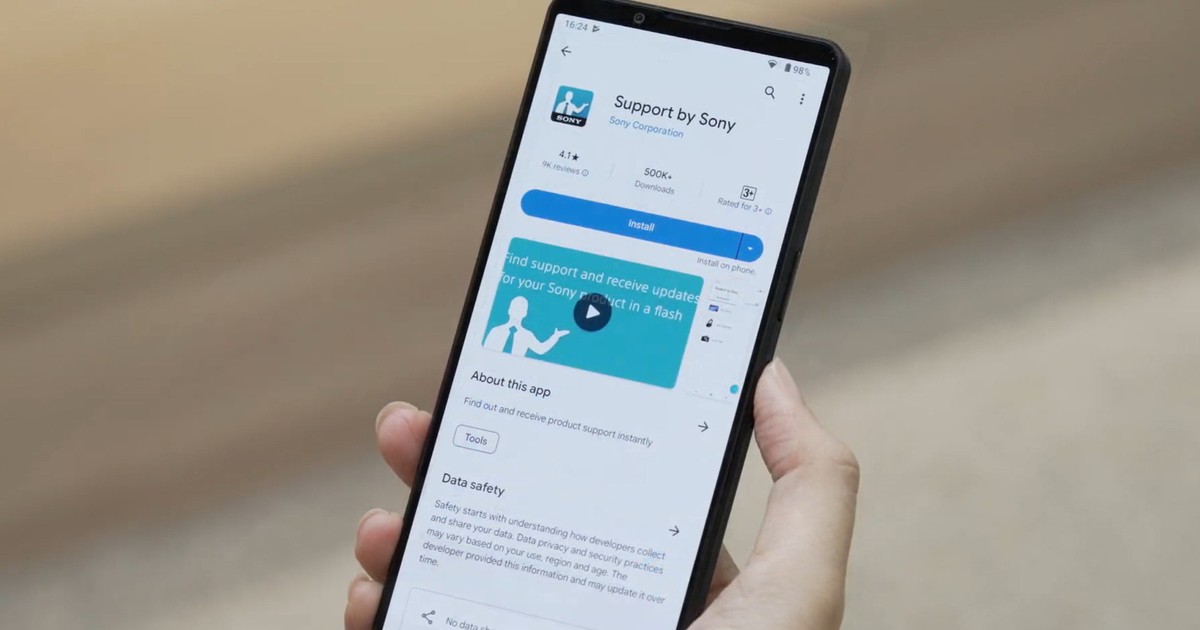 16:24
98%
Support by Sony
Sony Corporation
SONY
4.1★
9K reviews
500K+
Downloads
3+
Rated for 3+
Install
Install on phone.
Find support and receive updates
for your Sony product in a flash
About this app
Find out and receive product support instantly
Tools
Data safety
Safety starts with understanding how developers collect
and share your data. Data privacy and security practices
may vary based on your use, region and age. The
developer provided this information and may update it over
time.
No data